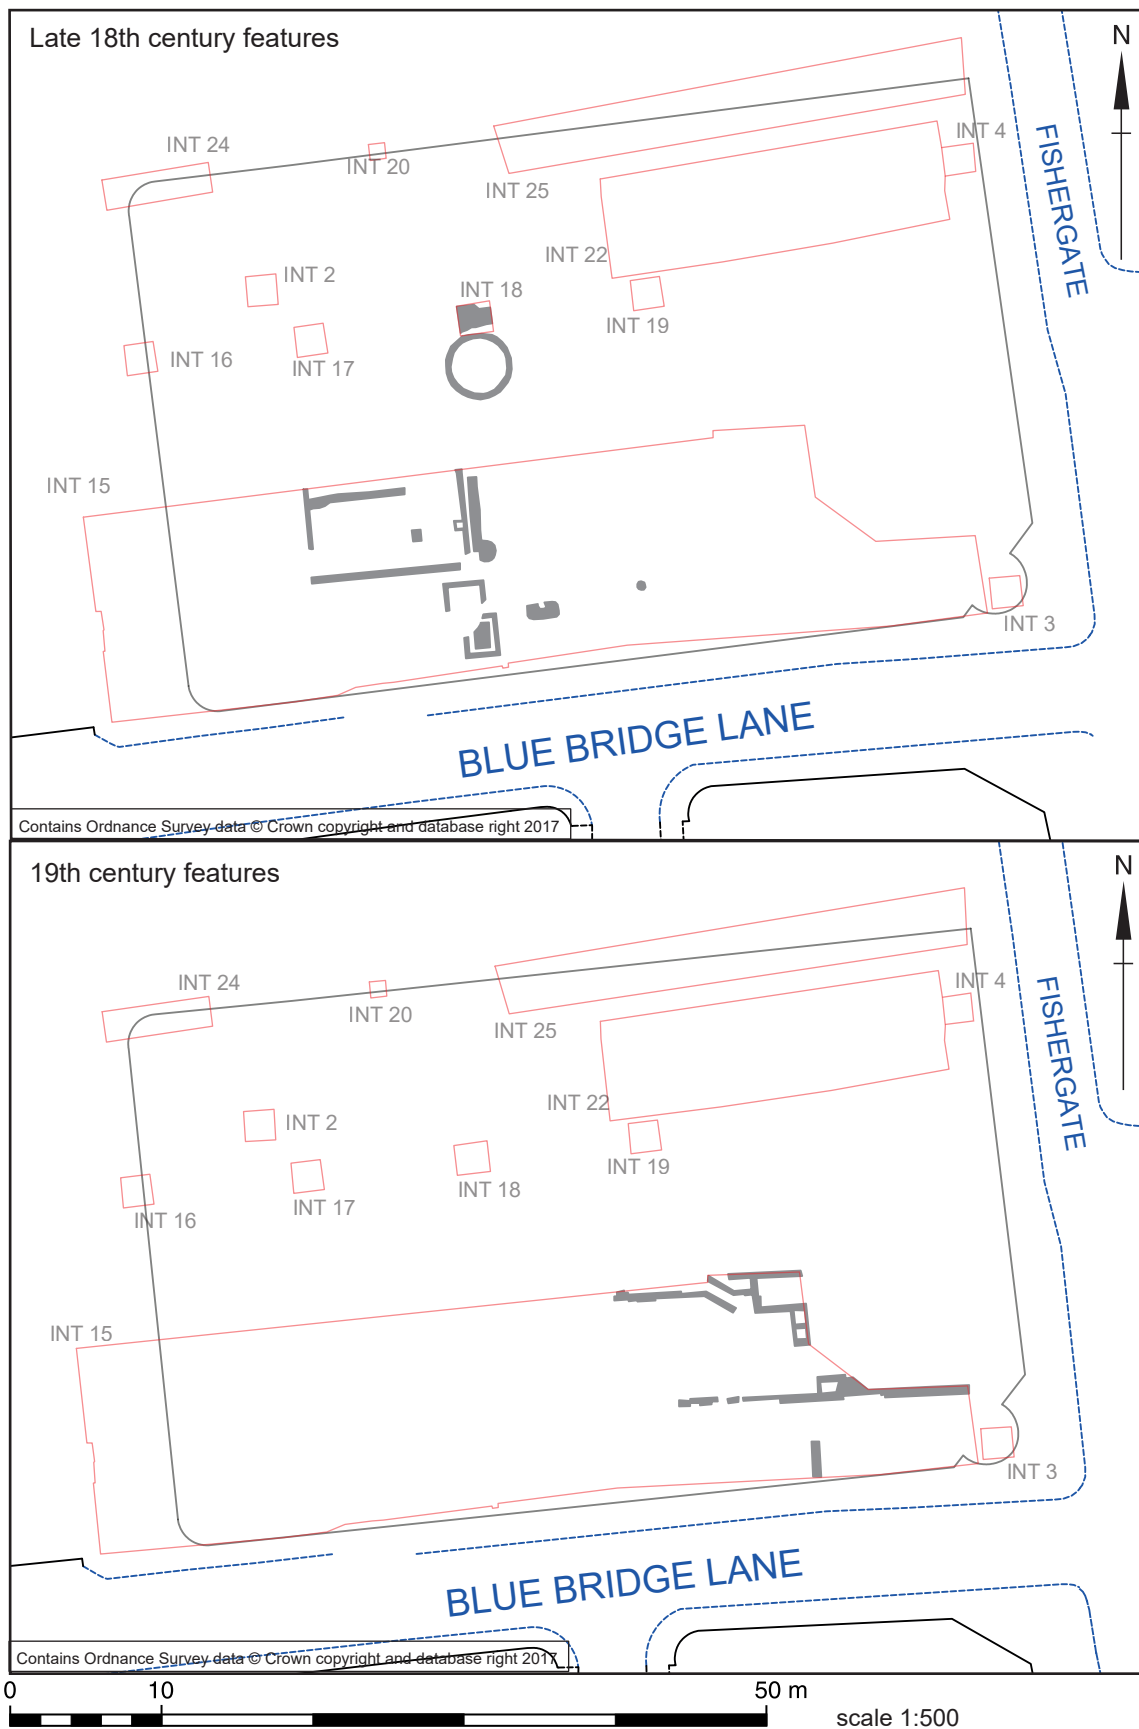 Late 18th century features
N
INT 24
INT 20
INT 4
INT 25
FISHERGATE
INT 22
INT 2
INT 18
INT 19
INT 16
INT 17
INT 15
INT 3
BLUE BRIDGE LANE
Contains Ordnance Survey data © Crown copyright and database right 2017
19th century features
N
INT 24
INT 20
INT 4
INT 25
FISHERGATE
INT 22
INT 2
INT 19
INT 18
INT 17
INT 16
INT 15
INT 3
BLUE BRIDGE LANE
Contains Ordnance Survey data © Crown copyright and database right 2017
0 10 50 m
scale 1:500